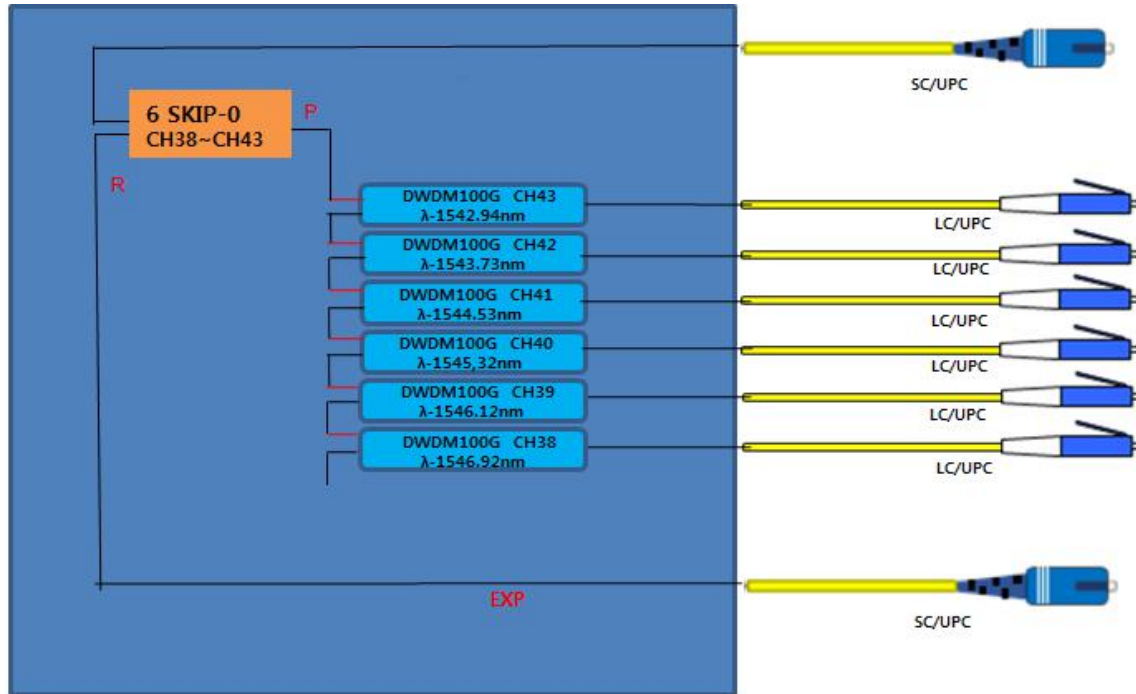 SC/UPC
6 SKIP-0
CH38~CH43
P
R
DWDM100G CH43
λ-1542.94nm
LC/UPC
DWDM100G CH42
λ-1543.73nm
LC/UPC
DWDM100G CH41
λ-1544.53nm
LC/UPC
DWDM100G CH40
λ-1545,32nm
LC/UPC
DWDM100G CH39
λ-1546.12nm
LC/UPC
DWDM100G CH38
λ-1546.92nm
LC/UPC
EXP
SC/UPC